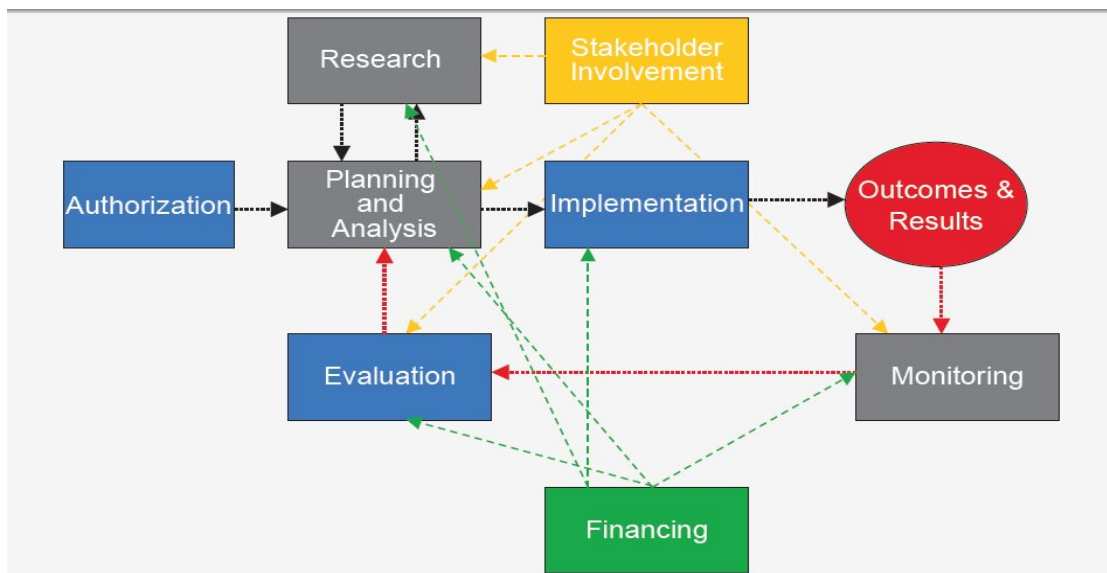 Research
Stakeholder
Involvement
Authorization
Planning
and
Analysis
Implementation
Outcomes &
Results
Evaluation
Monitoring
Financing